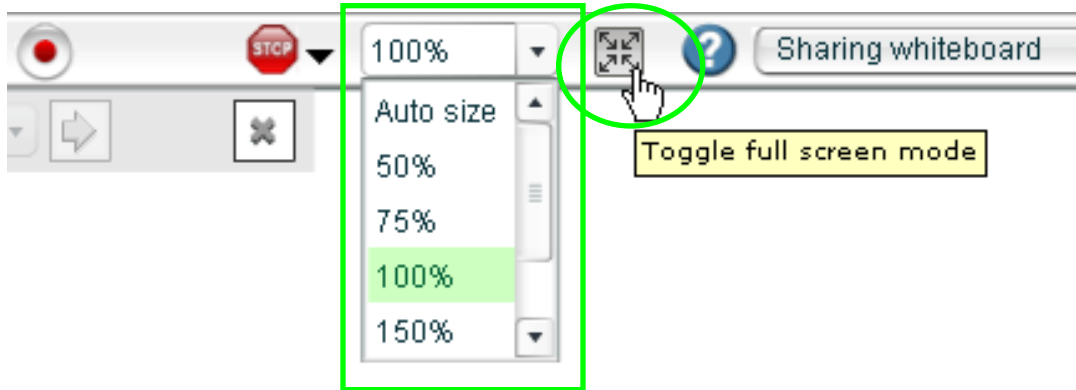 STOP
100%
Sharing whiteboard
Auto size
50%
75%
100%
150%
Toggle full screen mode